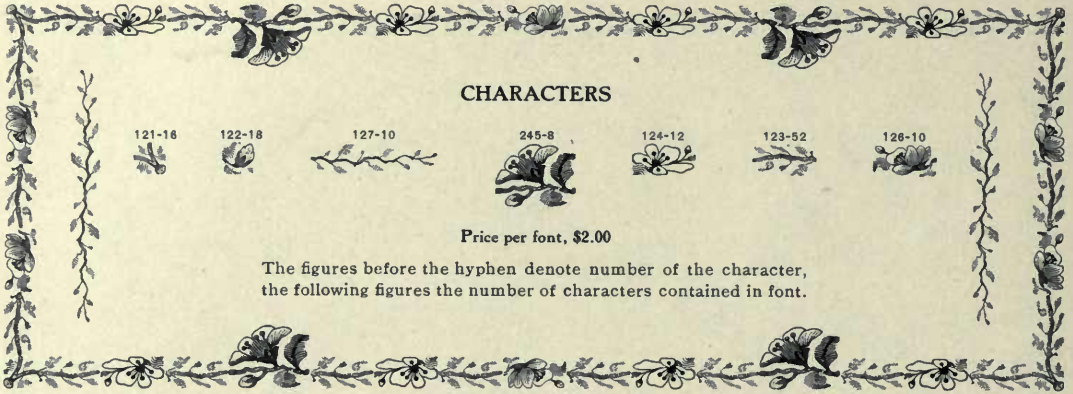 CHARACTERS
121-16 122-18 127-10 245-8 124-12 123-52 126-10
Price per font, $2.00
The figures before the hyphen denote number of the character,
the following figures the number of characters contained in font.